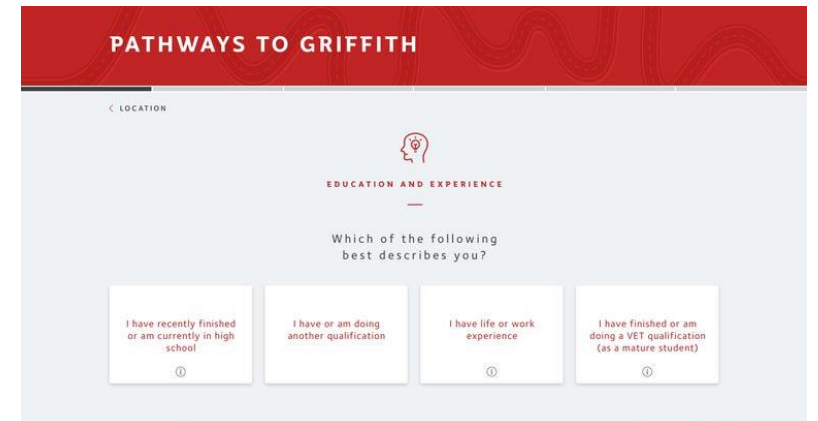 PATHWAYS TO GRIFFITH
< LOCATION
EDUCATION AND EXPERIENCE
Which of the following
best describes you?
I have recently finished
or am currently in high
school
I have or am doing
another qualification
I have life or work
experience
I have finished or am
doing a VET qualification
(as a mature student)